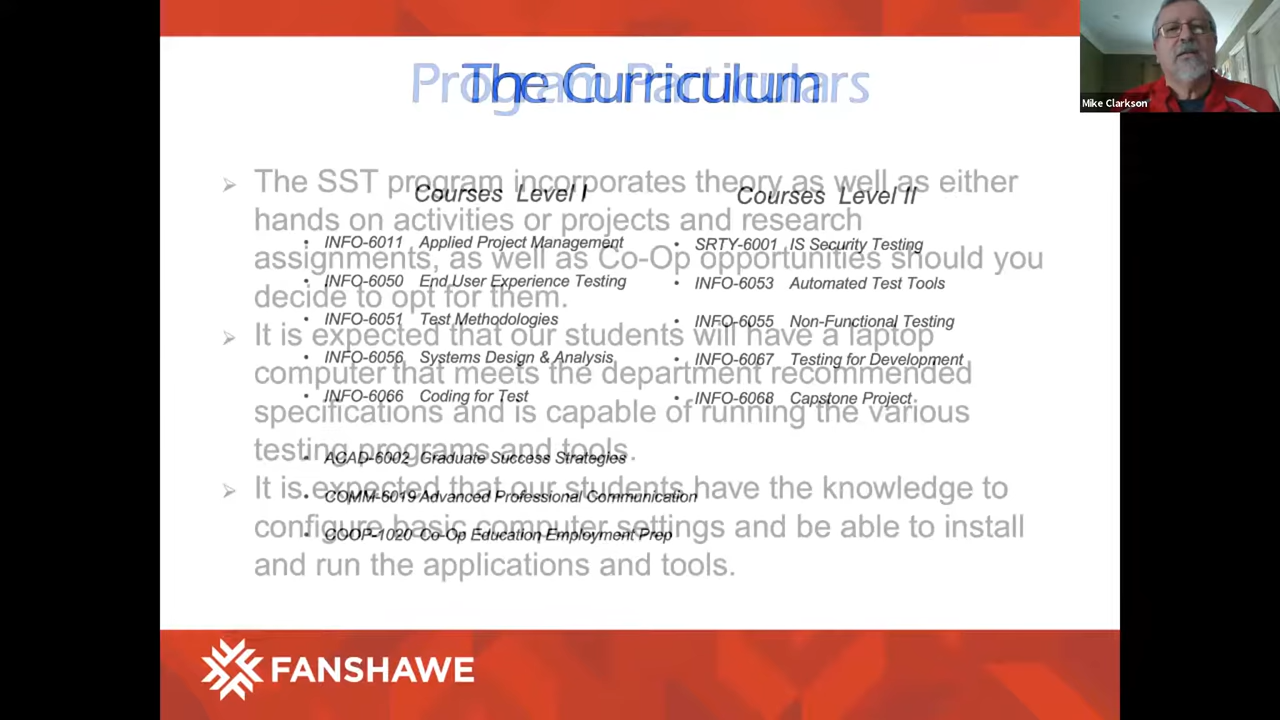 Program Particulars
The Curriculum
Mike Clarkson
The SST program incorporates theory as well as either
hands on activities or projects and research
assignments, as well as Co-Op opportunities should you
decide to opt for them.
It is expected that our students will have a laptop
computer that meets the department recommended
specifications and is capable of running the various
testing programs and tools.
It is expected that our students have the knowledge to
configure basic computer settings and be able to install
and run the applications and tools.
Courses Level I
• INFO-6011 Applied Project Management
• INFO-6050 End User Experience Testing
• INFO-6051 Test Methodologies
• INFO-6056 Systems Design & Analysis
• INFO-6066 Coding for Test
• ACAD-6002 Graduate Success Strategies
• COMM-6019 Advanced Professional Communication
• COOP-1020 Co-Op Education Employment Prep
Courses Level II
• SRTY-6001 IS Security Testing
• INFO-6053 Automated Test Tools
• INFO-6055 Non-Functional Testing
• INFO-6067 Testing for Development
• INFO-6068 Capstone Project
FANSHAWE